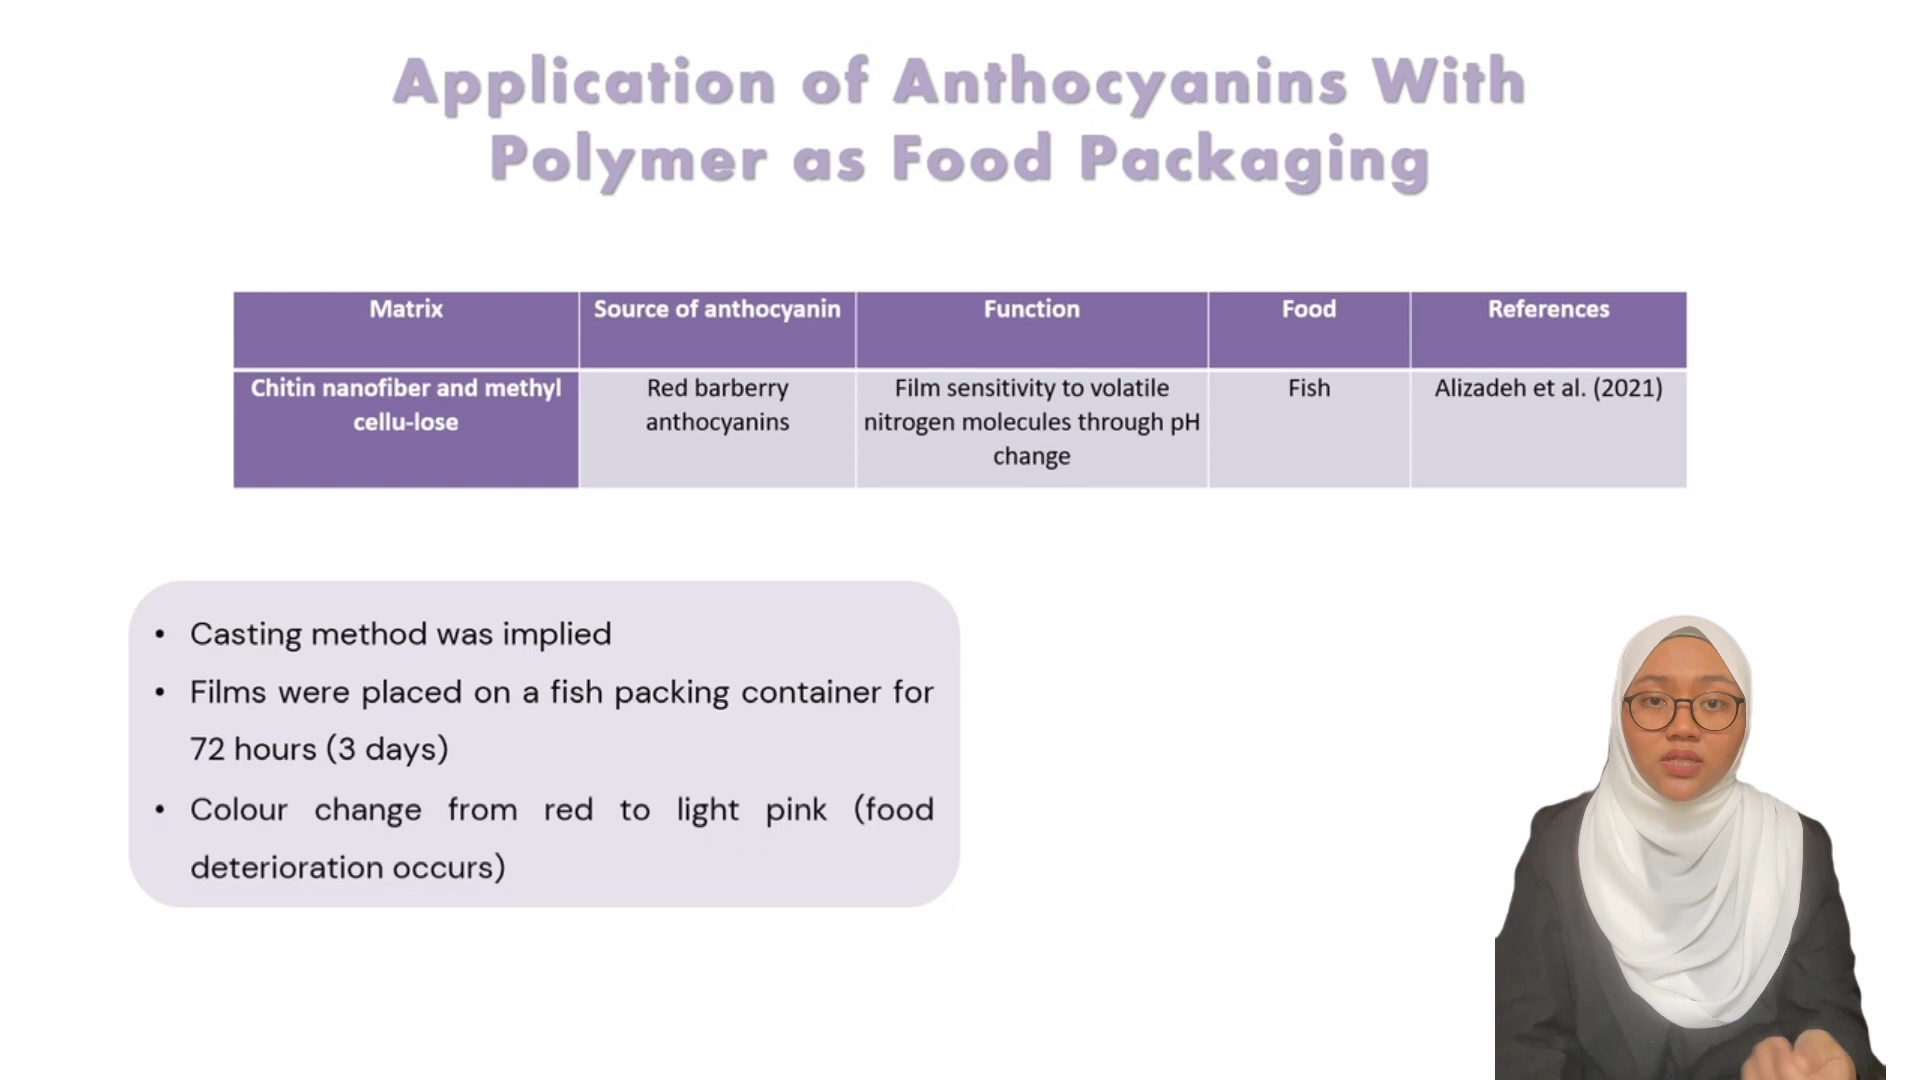 Application of Anthocyanins With
Polymer as Food Packaging
Matrix
Source of anthocyanin
Function
Food
References
Chitin nanofiber and methyl
cellu-lose
Red barberry
anthocyanins
Film sensitivity to volatile
nitrogen molecules through pH
change
Fish
Alizadeh et al. (2021)
• Casting method was implied
• Films were placed on a fish packing container for
72 hours (3 days)
• Colour change from red to light pink (food
deterioration occurs)